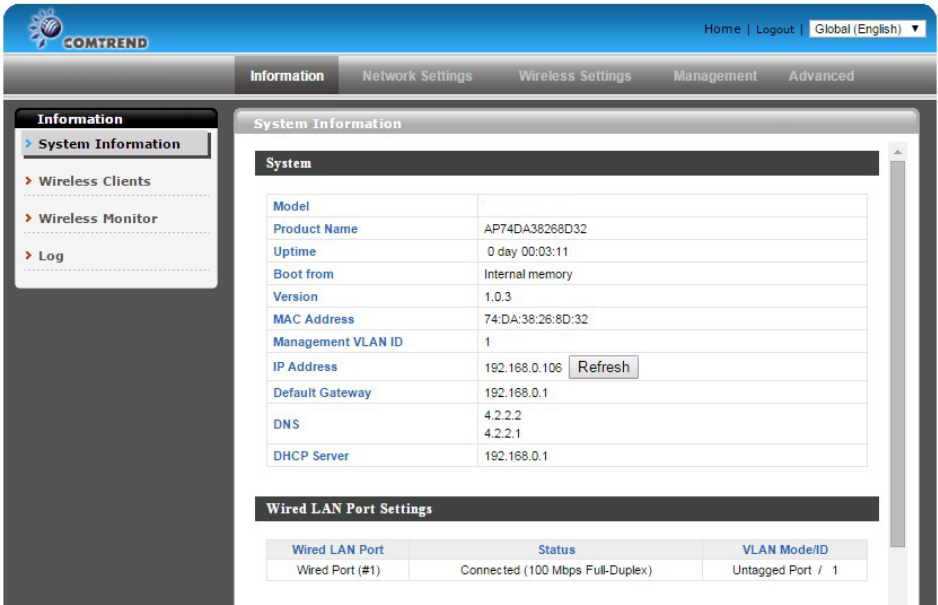 COMTREND
Home | Logout | Global (English)
Information Network Settings Wireless Settings Management Advanced
Information
System Information
Wireless Clients
Wireless Monitor
Log
System Information
System
Model
Product Name AP74DA38268D32
Uptime 0 day 00:03:11
Boot from Internal memory
Version 1.0.3
MAC Address 74:DA:38:26:8D:32
Management VLAN ID 1
IP Address 192.168.0.106 Refresh
Default Gateway 192.168.0.1
DNS 4.2.2.2
4.2.2.1
DHCP Server 192.168.0.1
Wired LAN Port Settings
Wired LAN Port Status VLAN Mode/ID
Wired Port (#1) Connected (100 Mbps Full-Duplex) Untagged Port / 1